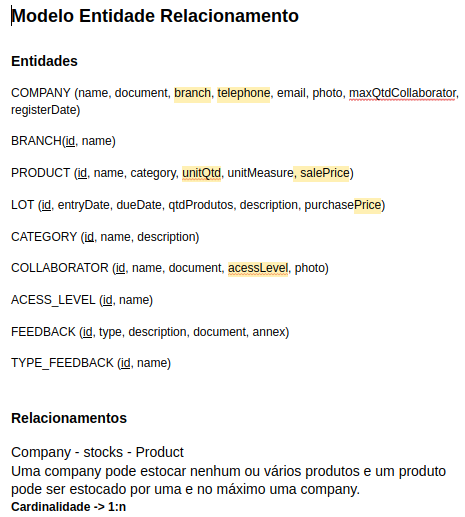 Modelo Entidade Relacionamento
Entidades
COMPANY (name, document, branch, telephone, email, photo, maxQtdCollaborator,
registerDate)
BRANCH(id, name)
PRODUCT (id, name, category, unitQtd, unitMeasure, salePrice)
LOT (id, entryDate, dueDate, qtdProdutos, description, purchasePrice)
CATEGORY (id, name, description)
COLLABORATOR (id, name, document, acessLevel, photo)
ACESS_LEVEL (id, name)
FEEDBACK (id, type, description, document, annex)
TYPE_FEEDBACK (id, name)
Relacionamentos
Company - stocks - Product
Uma company pode estocar nenhum ou vários produtos e um produto
pode ser estocado por uma e no máximo uma company.
Cardinalidade -> 1:n